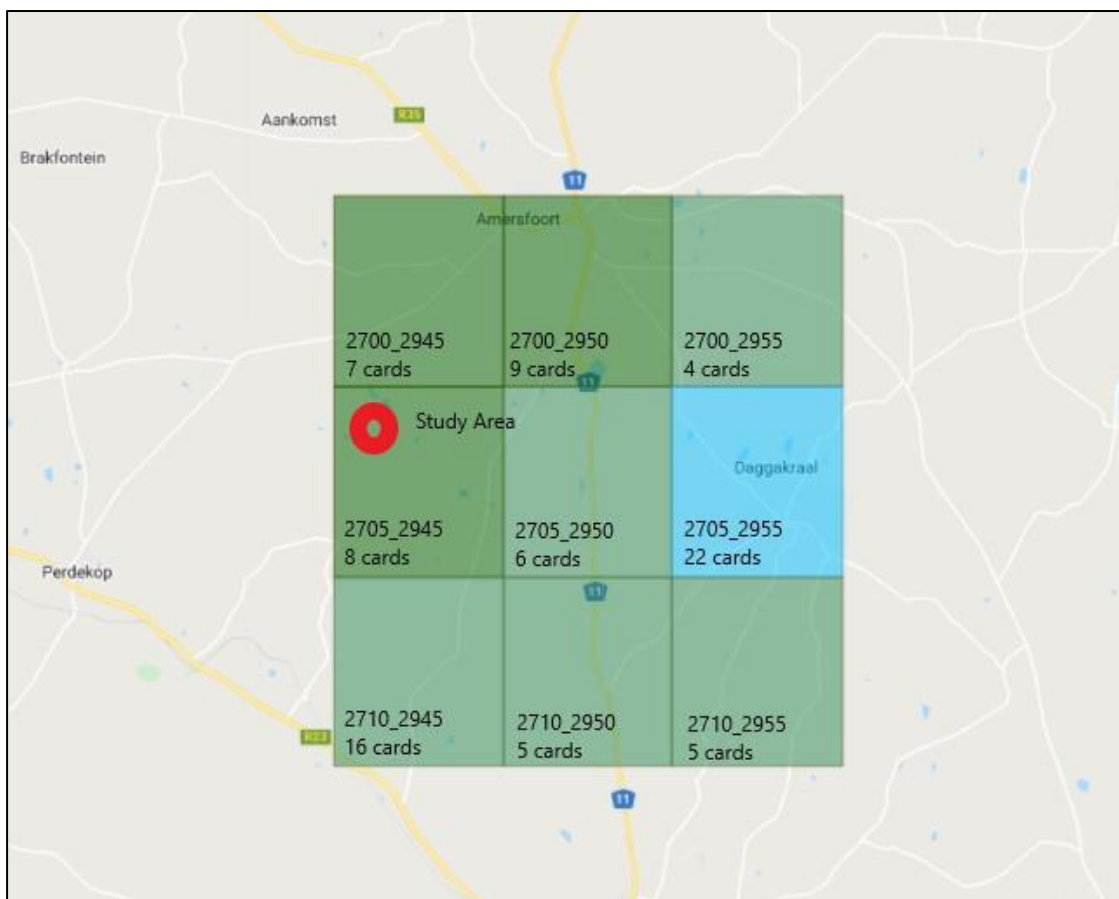 Aankomst
R35
Brakfontein
11
Amersfoort
2700_2945
7 cards
2700_2950
9 cards
2700_2955
4 cards
11
Study Area
Daggakraal
2705_2945
8 cards
2705_2950
6 cards
2705_2955
22 cards
Perdekop
11
2710_2945
16 cards
2710_2950
5 cards
2710_2955
5 cards
R23
11